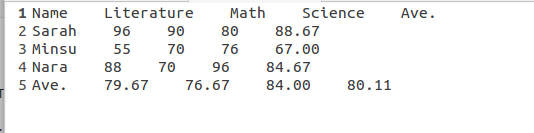 1 Name    Literature    Math    Science    Ave.
2 Sarah    96    90    80    88.67
3 Minsu    55    70    76    67.00
4 Nara    88    70    96    84.67
5 Ave.    79.67    76.67    84.00    80.11